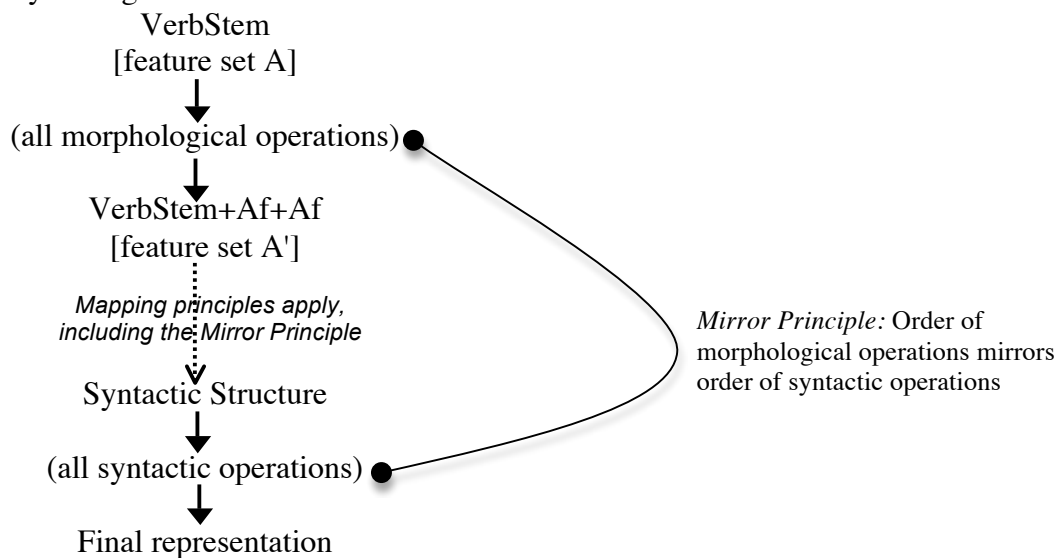 VerbStem
[feature set A]
(all morphological operations)
VerbStem+Af+Af
[feature set A']
Mapping principles apply,
including the Mirror Principle
Mirror Principle: Order of
morphological operations mirrors
order of syntactic operations
Syntactic Structure
(all syntactic operations)
Final representation